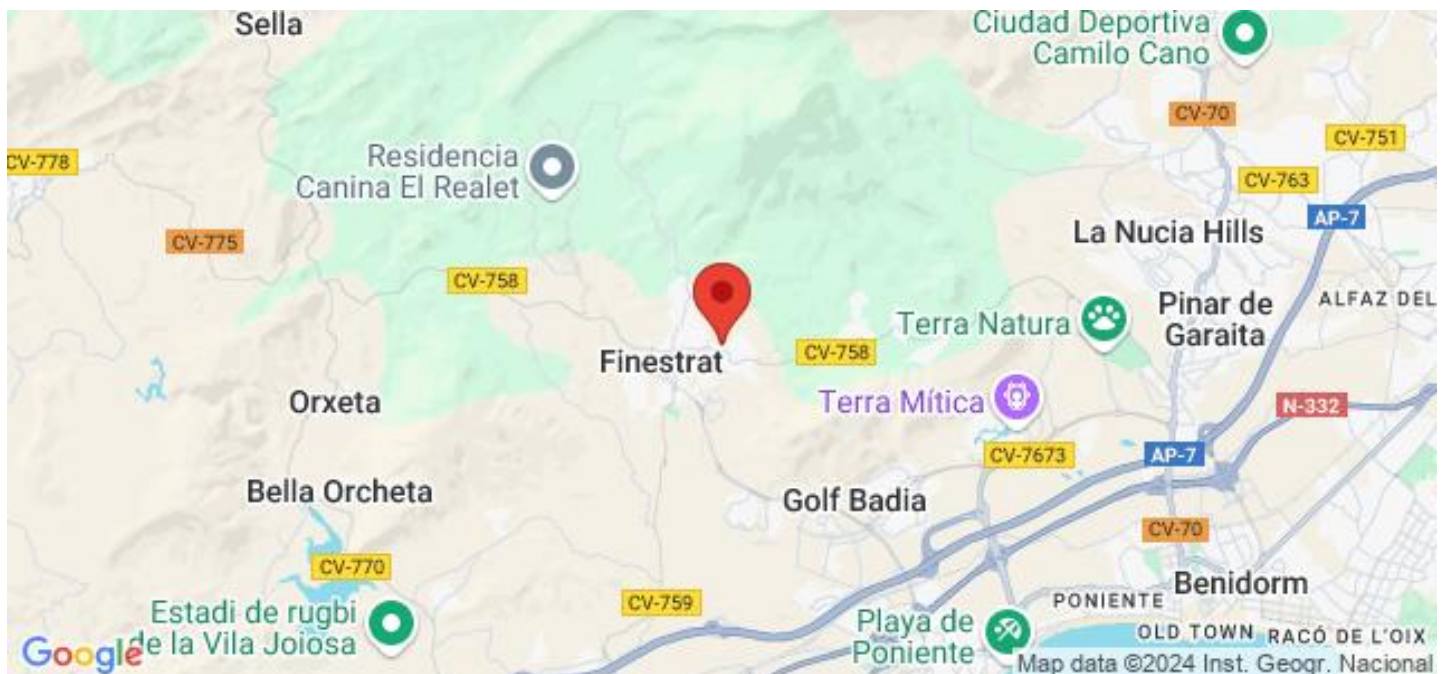 Sella
Ciudad Deportiva
Camilo Cano
CV-70
CV-751
CV-778
Residencia
Canina El Realet
CV-763
AP-7
La Nucia Hills
CV-775
CV-758
Terra Natura
Pinar de
Garaita
ALFAZ DEL
Finestrat
CV-758
Orxeta
Terra Mítica
N-332
CV-7673
AP-7
Bella Orcheta
Golf Badia
CV-70
CV-770
Benidorm
CV-759
PONIENTE
Estadi de rugbi
de la Vila Joiosa
Playa de
Poniente
OLD TOWN
RACÓ DE L'OIX
Google
Map data ©2024 Inst. Geogr. Nacional